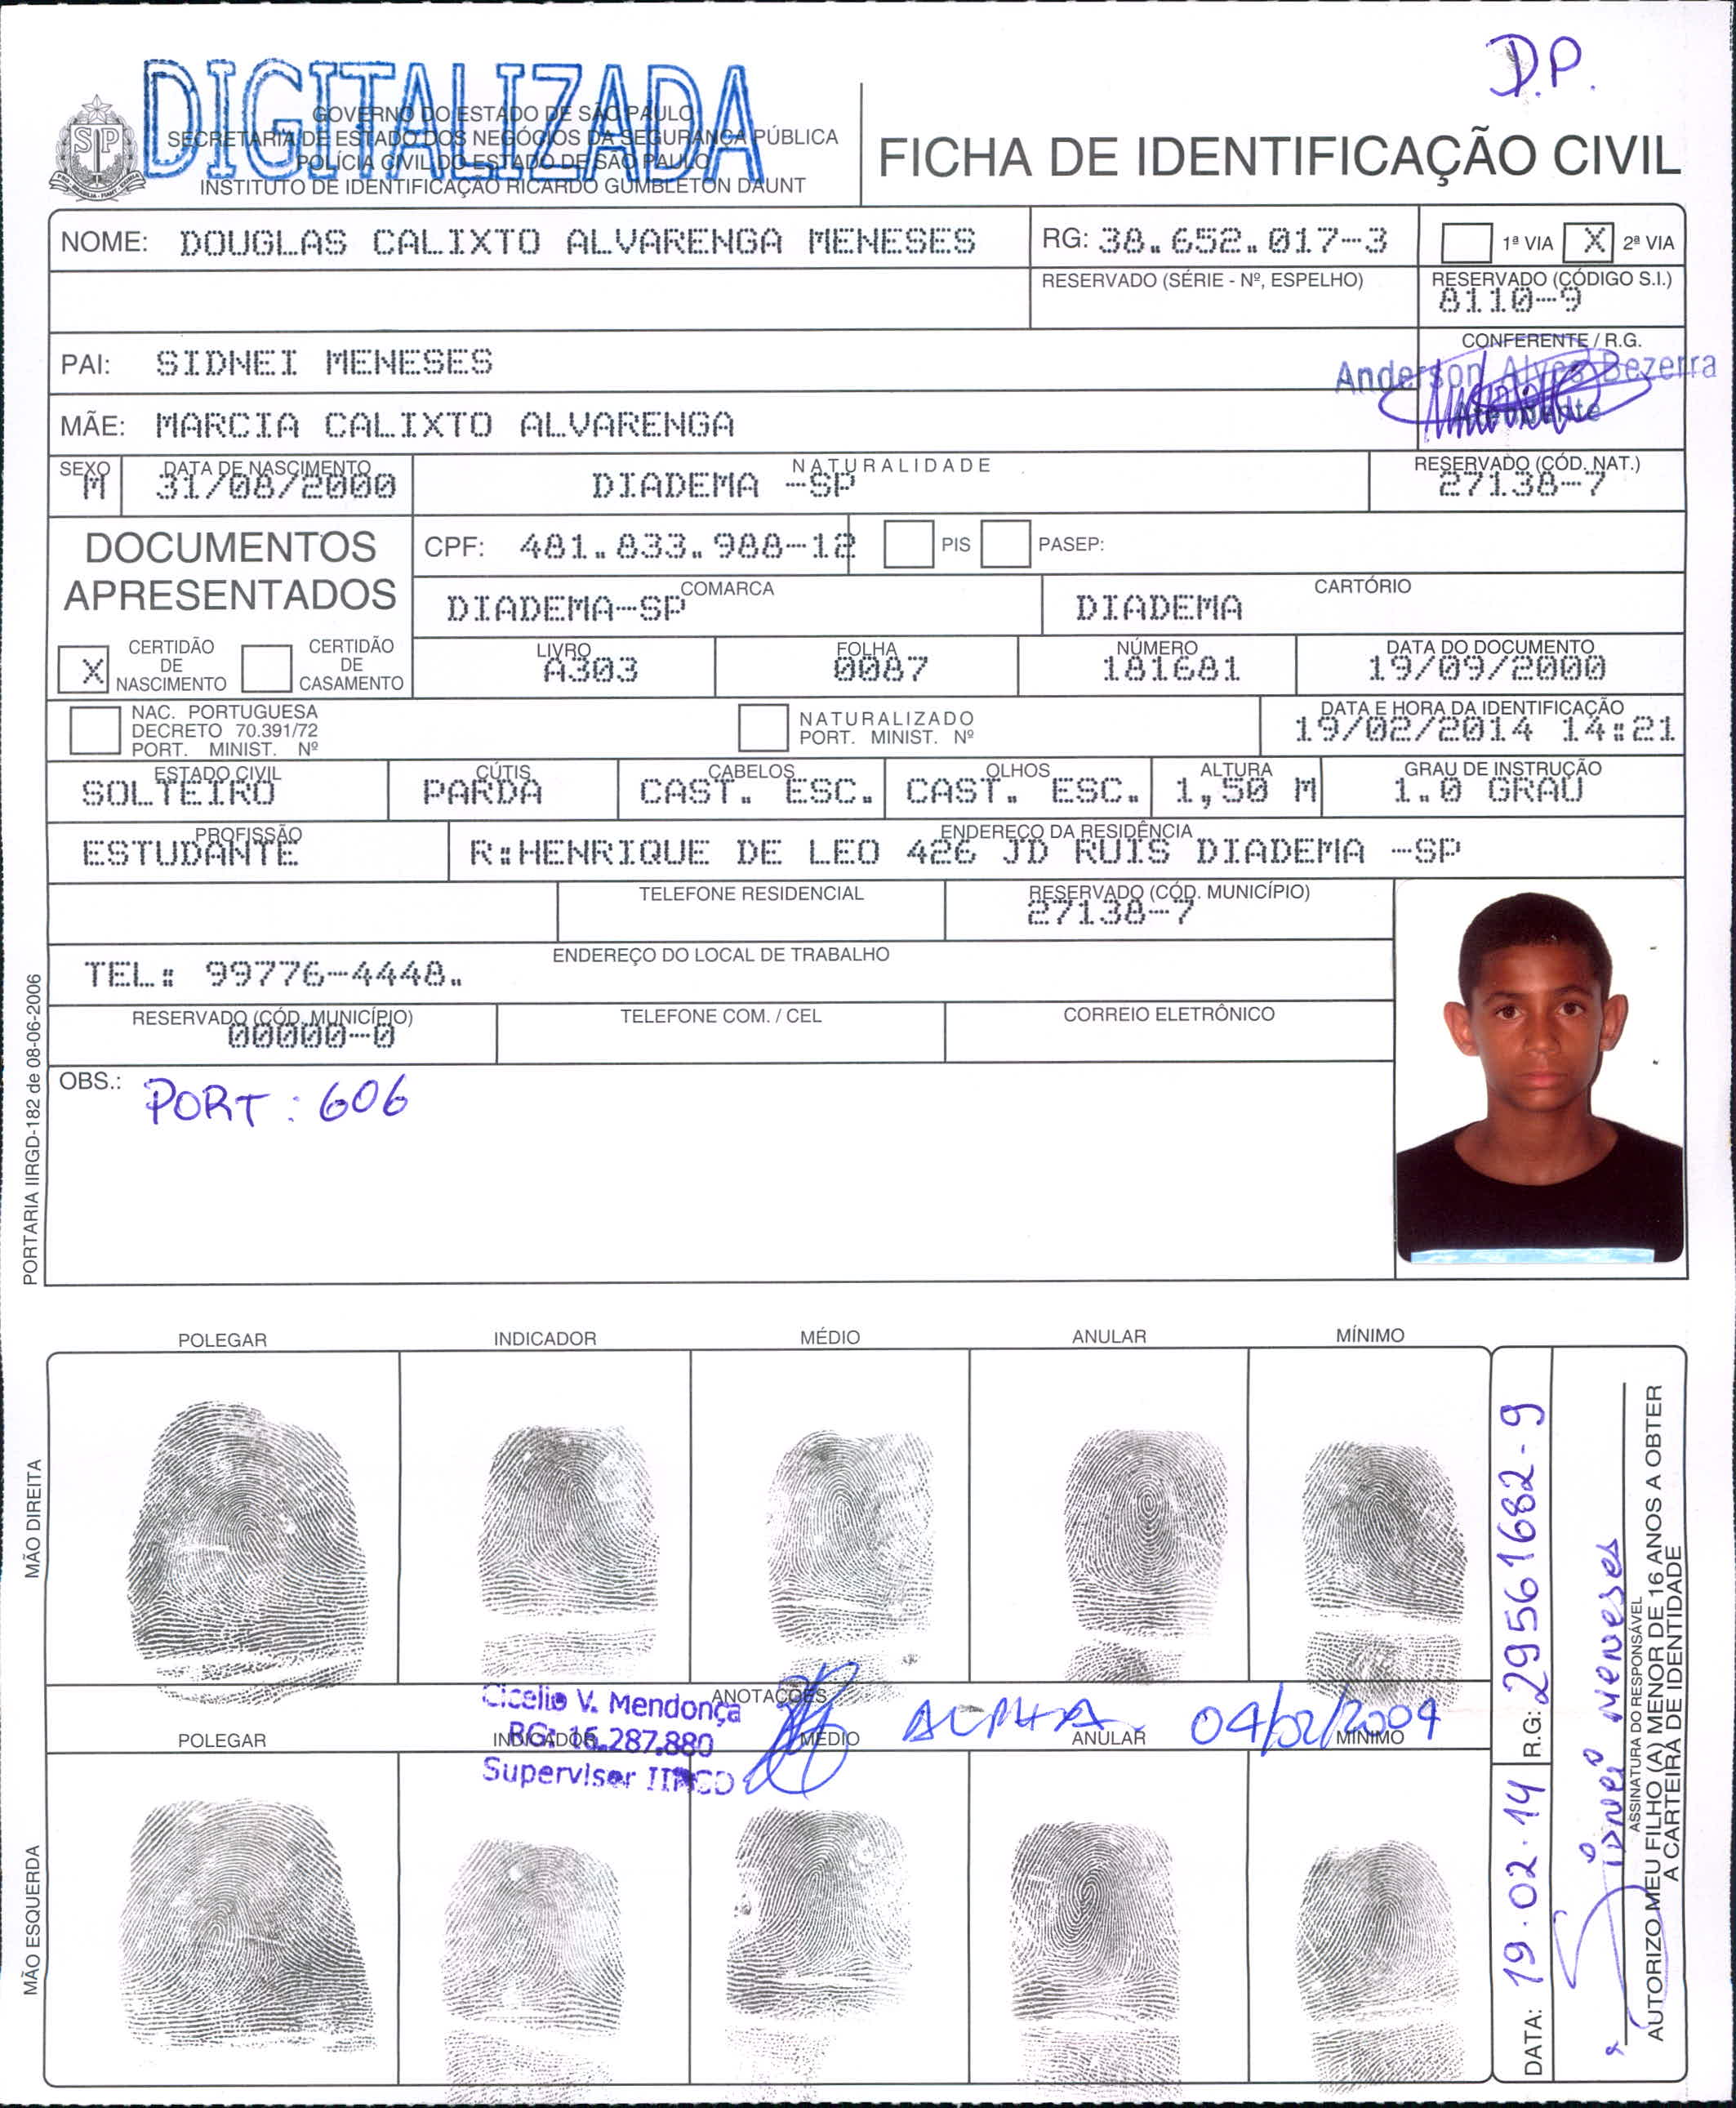 D.P.
DIGITALIZADA
GOVERNO DO ESTADO DE SÃO PAULO
SECRETARIA DE ESTADO DOS NEGÓCIOS DA SEGURANÇA PÚBLICA
POLÍCIA CIVIL DO ESTADO DE SÃO PAULO
INSTITUTO DE IDENTIFICAÇÃO RICARDO GUMBLETON DAUNT
FICHA DE IDENTIFICAÇÃO CIVIL
NOME: DOUGLAS CALIXTO ALVARENGA MENESES RG: 38.652.017-3 1ª VIA X 2ª VIA
RESERVADO (SÉRIE - Nº, ESPELHO) RESERVADO (CÓDIGO S.I.)
8110-9
PAI: SIDNEI MENESES
CONFERENTE / R.G.
Anderson Alves Bezerra
Atendente
MÃE: MARCIA CALIXTO ALVARENGA
SEXO DATA DE NASCIMENTO NATURALIDADE RESERVADO (CÓD. NAT.)
M 31/08/2000 DIADEMA -SP 27138-7
DOCUMENTOS
APRESENTADOS
CPF: 481.833.988-12 PIS PASEP:
COMARCA CARTÓRIO
DIADEMA-SP DIADEMA
X CERTIDÃO DE NASCIMENTO CERTIDÃO DE CASAMENTO
LIVRO FOLHA NÚMERO DATA DO DOCUMENTO
A303 0087 181681 19/09/2000
NAC. PORTUGUESA
DECRETO 70.391/72
PORT. MINIST. Nº
NATURALIZADO
PORT. MINIST. Nº
DATA E HORA DA IDENTIFICAÇÃO
19/02/2014 14:21
ESTADO CIVIL CÚTIS CABELOS OLHOS ALTURA GRAU DE INSTRUÇÃO
SOLTEIRO PARDA CAST. ESC. CAST. ESC. 1,50 M 1.0 GRAU
PROFISSÃO ENDEREÇO DA RESIDÊNCIA
ESTUDANTE R:HENRIQUE DE LEO 426 JD RUIS DIADEMA -SP
TELEFONE RESIDENCIAL RESERVADO (CÓD. MUNICÍPIO)
27138-7
ENDEREÇO DO LOCAL DE TRABALHO
TEL.: 99776-4448.
RESERVADO (CÓD. MUNICÍPIO) TELEFONE COM. / CEL CORREIO ELETRÔNICO
00000-0
OBS.: PORT: 606
PORTARIA IIRGD-182 de 08-06-2006
POLEGAR INDICADOR MÉDIO ANULAR MÍNIMO
MÃO DIREITA
ANOTAÇÕES
Cicelio V. Mendonça
RG: 16.287.880
Supervisor
ALPHA 04/02/2009
POLEGAR INDICADOR MÉDIO ANULAR MÍNIMO
MÃO ESQUERDA
DATA: 19.02.14 R.G.: 29561682-9
Sidnei Meneses
ASSINATURA DO RESPONSÁVEL
AUTORIZO MEU FILHO (A) MENOR DE 16 ANOS A OBTER
A CARTEIRA DE IDENTIDADE